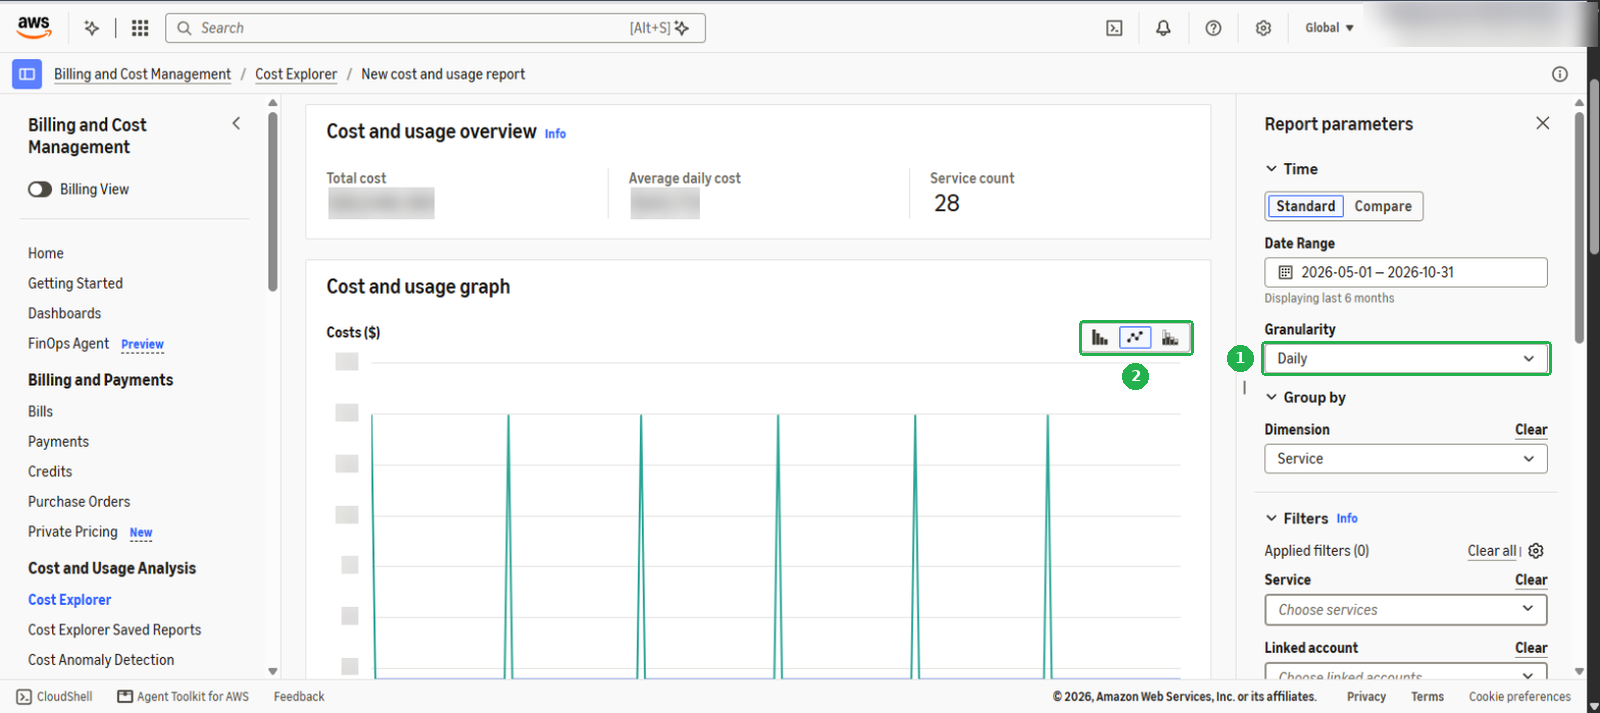 aws
Search [Alt+S]
Global
Billing and Cost Management / Cost Explorer / New cost and usage report
Billing and Cost
Management
Billing View
Home
Getting Started
Dashboards
FinOps Agent Preview
Billing and Payments
Bills
Payments
Credits
Purchase Orders
Private Pricing New
Cost and Usage Analysis
Cost Explorer
Cost Explorer Saved Reports
Cost Anomaly Detection
Cost and usage overview Info
Total cost
Average daily cost
Service count
28
Cost and usage graph
Costs ($)
2
Report parameters
Time
Standard Compare
Date Range
2026-05-01 – 2026-10-31
Displaying last 6 months
Granularity
1
Daily
Group by
Dimension Clear
Service
Filters Info
Applied filters (0) Clear all
Service Clear
Choose services
Linked account Clear
Choose linked accounts
CloudShell Agent Toolkit for AWS Feedback
© 2026, Amazon Web Services, Inc. or its affiliates. Privacy Terms Cookie preferences